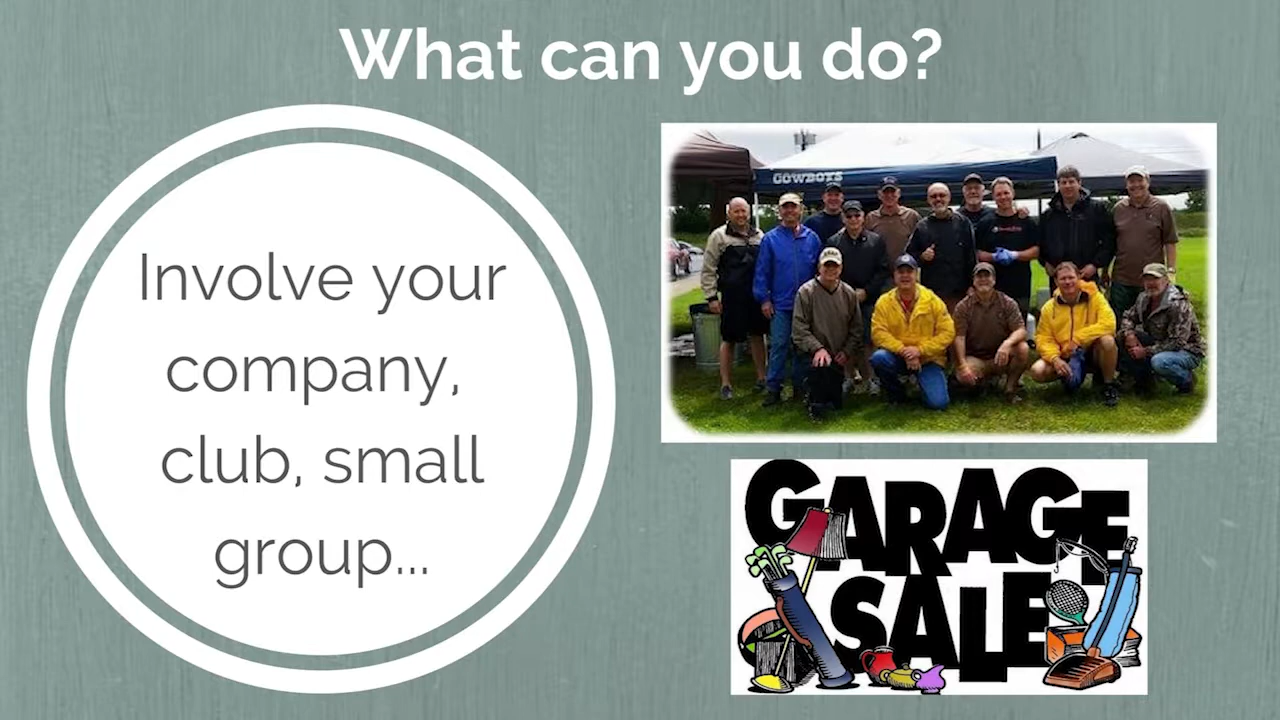 What can you do?
Involve your
company,
club, small
group...
COWBOYS
GARAGE
SALE